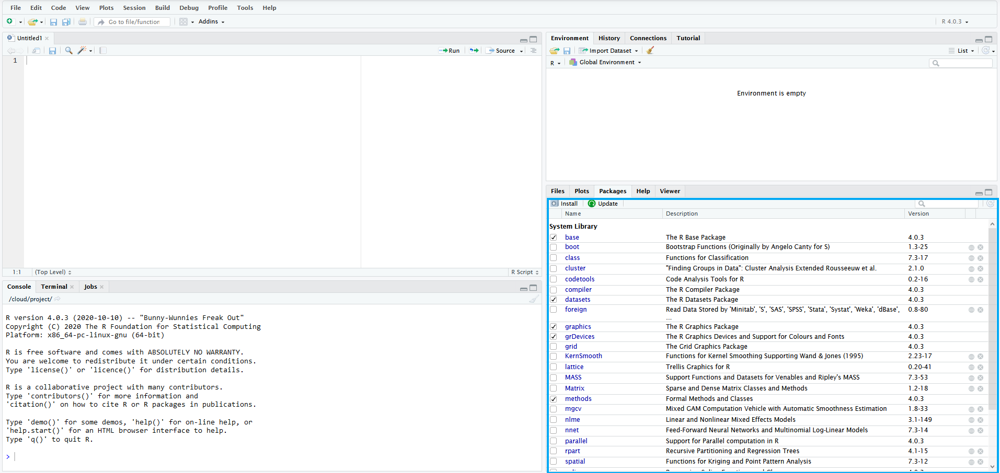 File Edit Code View Plots Session Build Debug Profile Tools Help
Go to file/function Addins R 4.0.3
Untitled1
Run Source
1
1:1 (Top Level) R Script
Console Terminal Jobs
/cloud/project/
R version 4.0.3 (2020-10-10) -- "Bunny-Wunnies Freak Out"
Copyright (C) 2020 The R Foundation for Statistical Computing
Platform: x86_64-pc-linux-gnu (64-bit)
R is free software and comes with ABSOLUTELY NO WARRANTY.
You are welcome to redistribute it under certain conditions.
Type 'license()' or 'licence()' for distribution details.
R is a collaborative project with many contributors.
Type 'contributors()' for more information and
'citation()' on how to cite R or R packages in publications.
Type 'demo()' for some demos, 'help()' for on-line help, or
'help.start()' for an HTML browser interface to help.
Type 'q()' to quit R.
>
Environment History Connections Tutorial
Import Dataset List
R Global Environment
Environment is empty
Files Plots Packages Help Viewer
Install Update
Name Description Version
System Library
base The R Base Package 4.0.3
boot Bootstrap Functions (Originally by Angelo Canty for S) 1.3-25
class Functions for Classification 7.3-17
cluster "Finding Groups in Data": Cluster Analysis Extended Rousseeuw et al. 2.1.0
codetools Code Analysis Tools for R 0.2-16
compiler The R Compiler Package 4.0.3
datasets The R Datasets Package 4.0.3
foreign Read Data Stored by 'Minitab', 'S', 'SAS', 'SPSS', 'Stata', 'Systat', 'Weka', 'dBase', 0.8-80
...
graphics The R Graphics Package 4.0.3
grDevices The R Graphics Devices and Support for Colours and Fonts 4.0.3
grid The Grid Graphics Package 4.0.3
KernSmooth Functions for Kernel Smoothing Supporting Wand & Jones (1995) 2.23-17
lattice Trellis Graphics for R 0.20-41
MASS Support Functions and Datasets for Venables and Ripley's MASS 7.3-53
Matrix Sparse and Dense Matrix Classes and Methods 1.2-18
methods Formal Methods and Classes 4.0.3
mgcv Mixed GAM Computation Vehicle with Automatic Smoothness Estimation 1.8-33
nlme Linear and Nonlinear Mixed Effects Models 3.1-149
nnet Feed-Forward Neural Networks and Multinomial Log-Linear Models 7.3-14
parallel Support for Parallel computation in R 4.0.3
rpart Recursive Partitioning and Regression Trees 4.1-15
spatial Functions for Kriging and Point Pattern Analysis 7.3-12